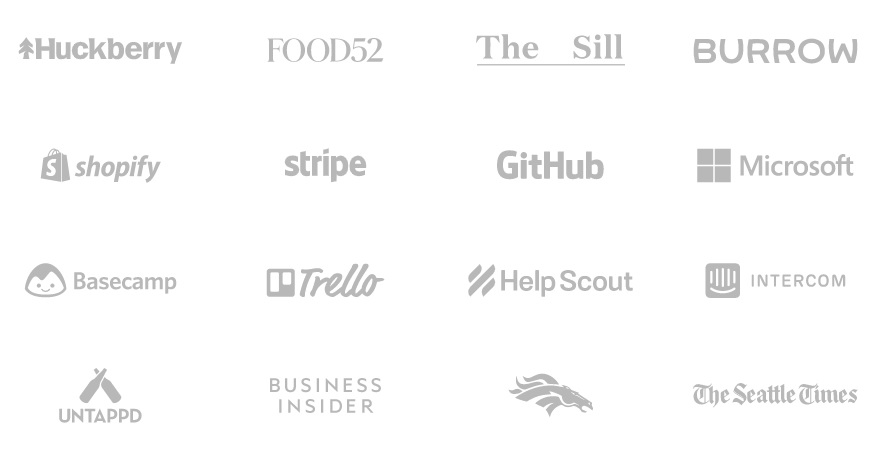 Huckberry
FOOD52
The Sill
BURROW
shopify
stripe
GitHub
Microsoft
Basecamp
Trello
Help Scout
INTERCOM
UNTAPPD
BUSINESS
INSIDER
The Seattle Times